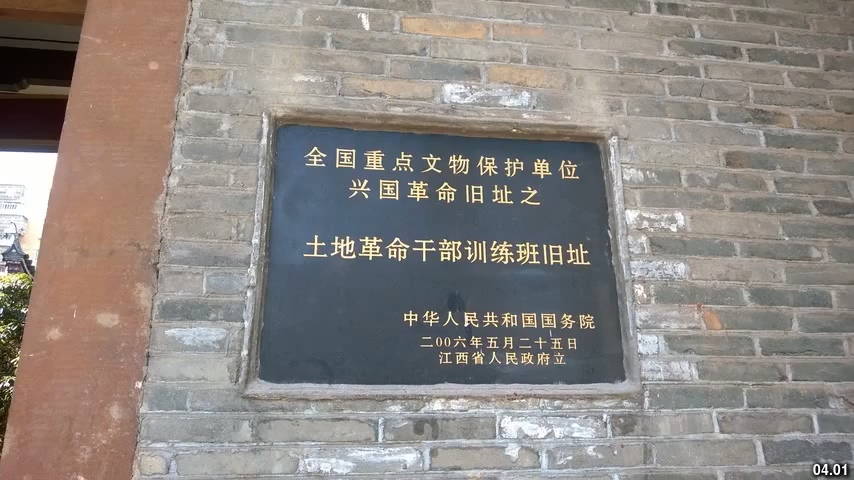 全国重点文物保护单位
兴国革命旧址之
土地革命干部训练班旧址
中华人民共和国国务院
二00六年五月二十五日
江西省人民政府立
04.01